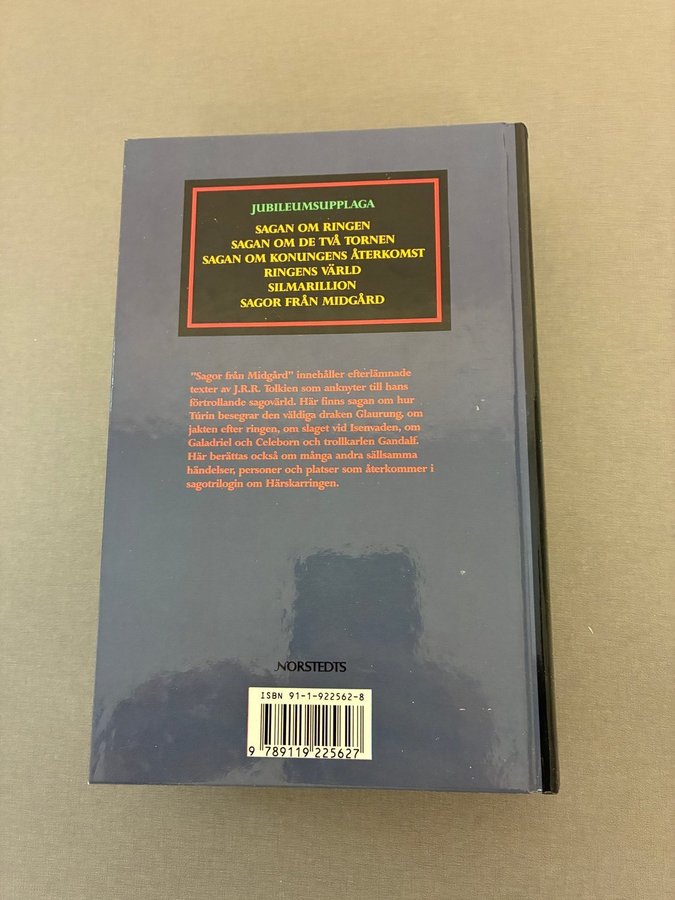 JUBILEUMSUPPLAGA
SAGAN OM RINGEN
SAGAN OM DE TVÅ TORNEN
SAGAN OM KONUNGENS ÅTERKOMST
RINGENS VÄRLD
SILMARILLION
SAGOR FRÅN MIDGÅRD
"Sagor från Midgård" innehåller efterlämnade
texter av J.R.R. Tolkien som anknyter till hans
förtrollande sagovärld. Här finns sagan om hur
Túrin besegrar den väldiga draken Glaurung, om
jakten efter ringen, om slaget vid Isenvaden, om
Galadriel och Celeborn och trollkarlen Gandalf.
Här berättas också om många andra sällsamma
händelser, personer och platser som återkommer i
sagotrilogin om Härskarringen.
NORSTEDTS
ISBN 91-1-922562-8
9 789119 225627